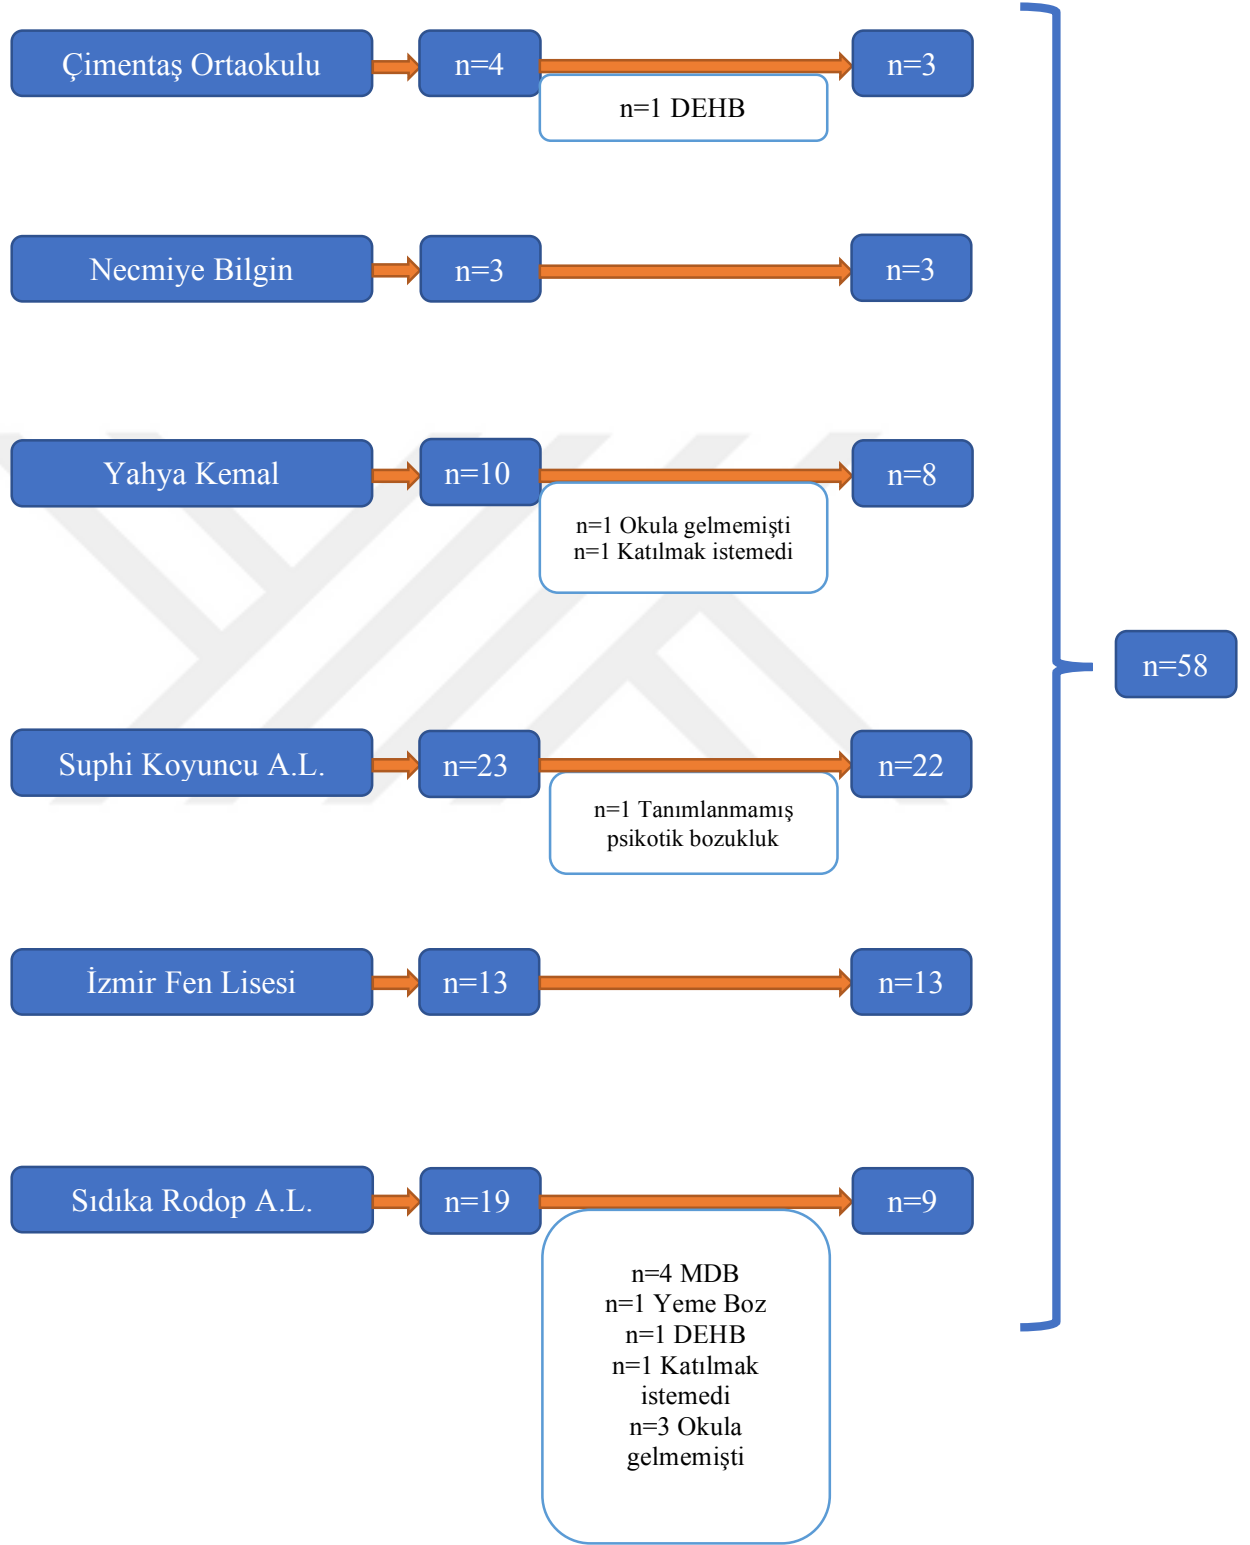 Çimentaş Ortaokulu
n=4
n=3
n=1 DEHB
Necmiye Bilgin
n=3
n=3
Yahya Kemal
n=10
n=8
n=1 Okula gelmemişti
n=1 Katılmak istemedi
n=58
Suphi Koyuncu A.L.
n=23
n=22
n=1 Tanımlanmamış
psikotik bozukluk
İzmir Fen Lisesi
n=13
n=13
Sıdıka Rodop A.L.
n=19
n=9
n=4 MDB
n=1 Yeme Boz
n=1 DEHB
n=1 Katılmak
istemedi
n=3 Okula
gelmemişti